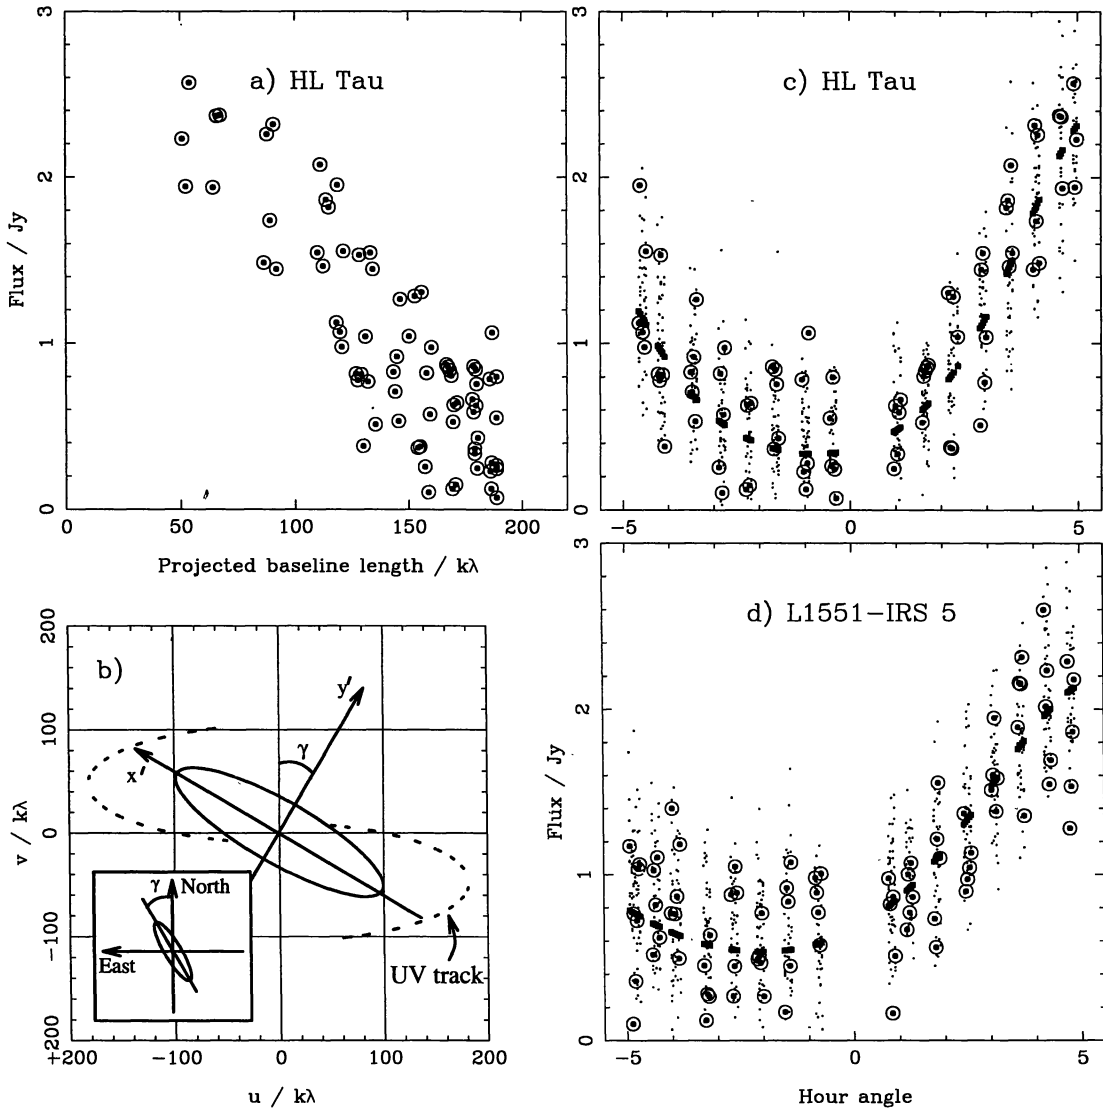 3
2
1
0
Flux / Jy
a) HL Tau
0
50
100
150
200
Projected baseline length / kλ
3
2
1
0
c) HL Tau
−5
0
5
200
100
0
−100
−200
v / kλ
b)
y′
γ
x′
γ
North
East
UV track
+200
−100
0
100
200
u / kλ
3
2
1
0
Flux / Jy
d) L1551−IRS 5
−5
0
5
Hour angle